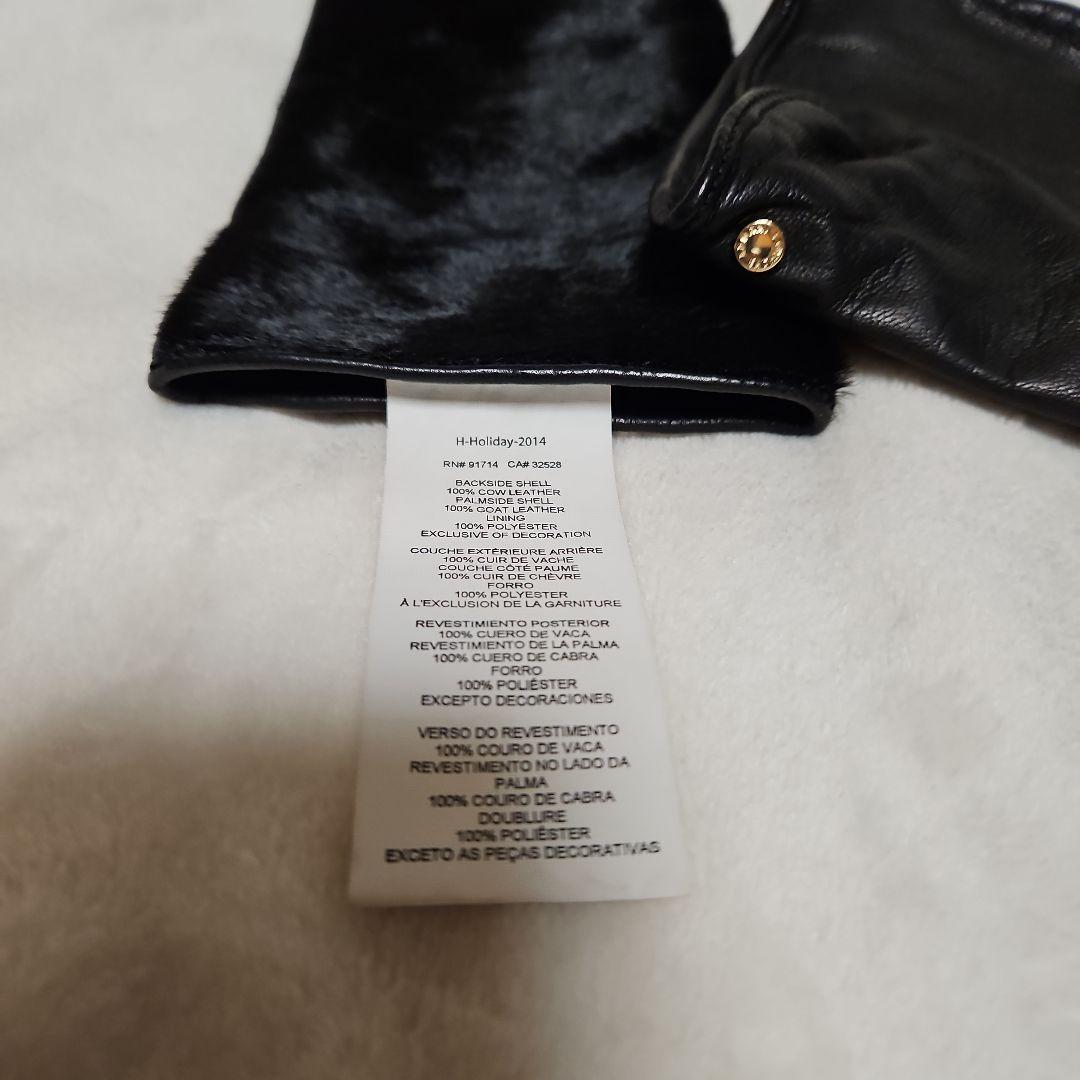 H-Holiday-2014
RN# 91714 CA# 32528
BACKSIDE SHELL
100% COW LEATHER
PALMSIDE SHELL
100% GOAT LEATHER
LINING
100% POLYESTER
EXCLUSIVE OF DECORATION
COUCHE EXTÉRIEURE ARRIÈRE
100% CUIR DE VACHE
COUCHE CÔTÉ PAUME
100% CUIR DE CHÈVRE
FORRO
100% POLYESTER
À L'EXCLUSION DE LA GARNITURE
REVESTIMIENTO POSTERIOR
100% CUERO DE VACA
REVESTIMIENTO DE LA PALMA
100% CUERO DE CABRA
FORRO
100% POLIÉSTER
EXCEPTO DECORACIONES
VERSO DO REVESTIMENTO
100% COURO DE VACA
REVESTIMENTO NO LADO DA
PALMA
100% COURO DE CABRA
DOUBLURE
100% POLIÉSTER
EXCETO AS PEÇAS DECORATIVAS